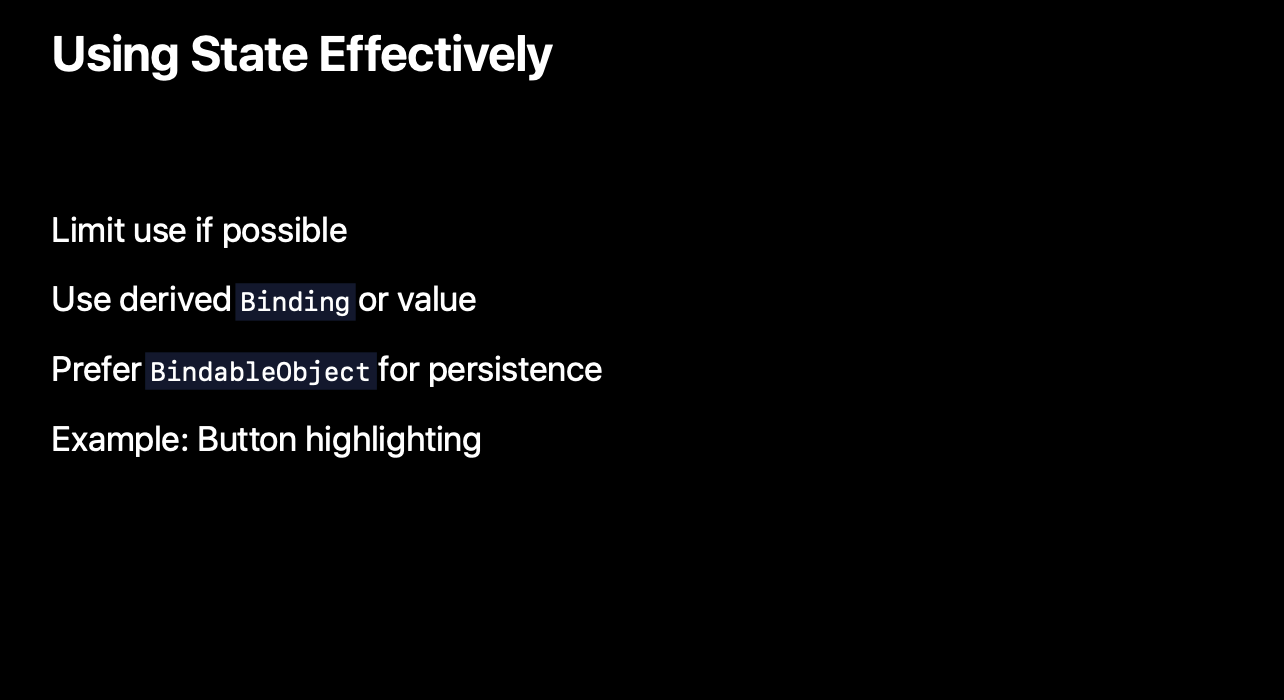 Using State Effectively
Limit use if possible
Use derived Binding or value
Prefer BindableObject for persistence
Example: Button highlighting